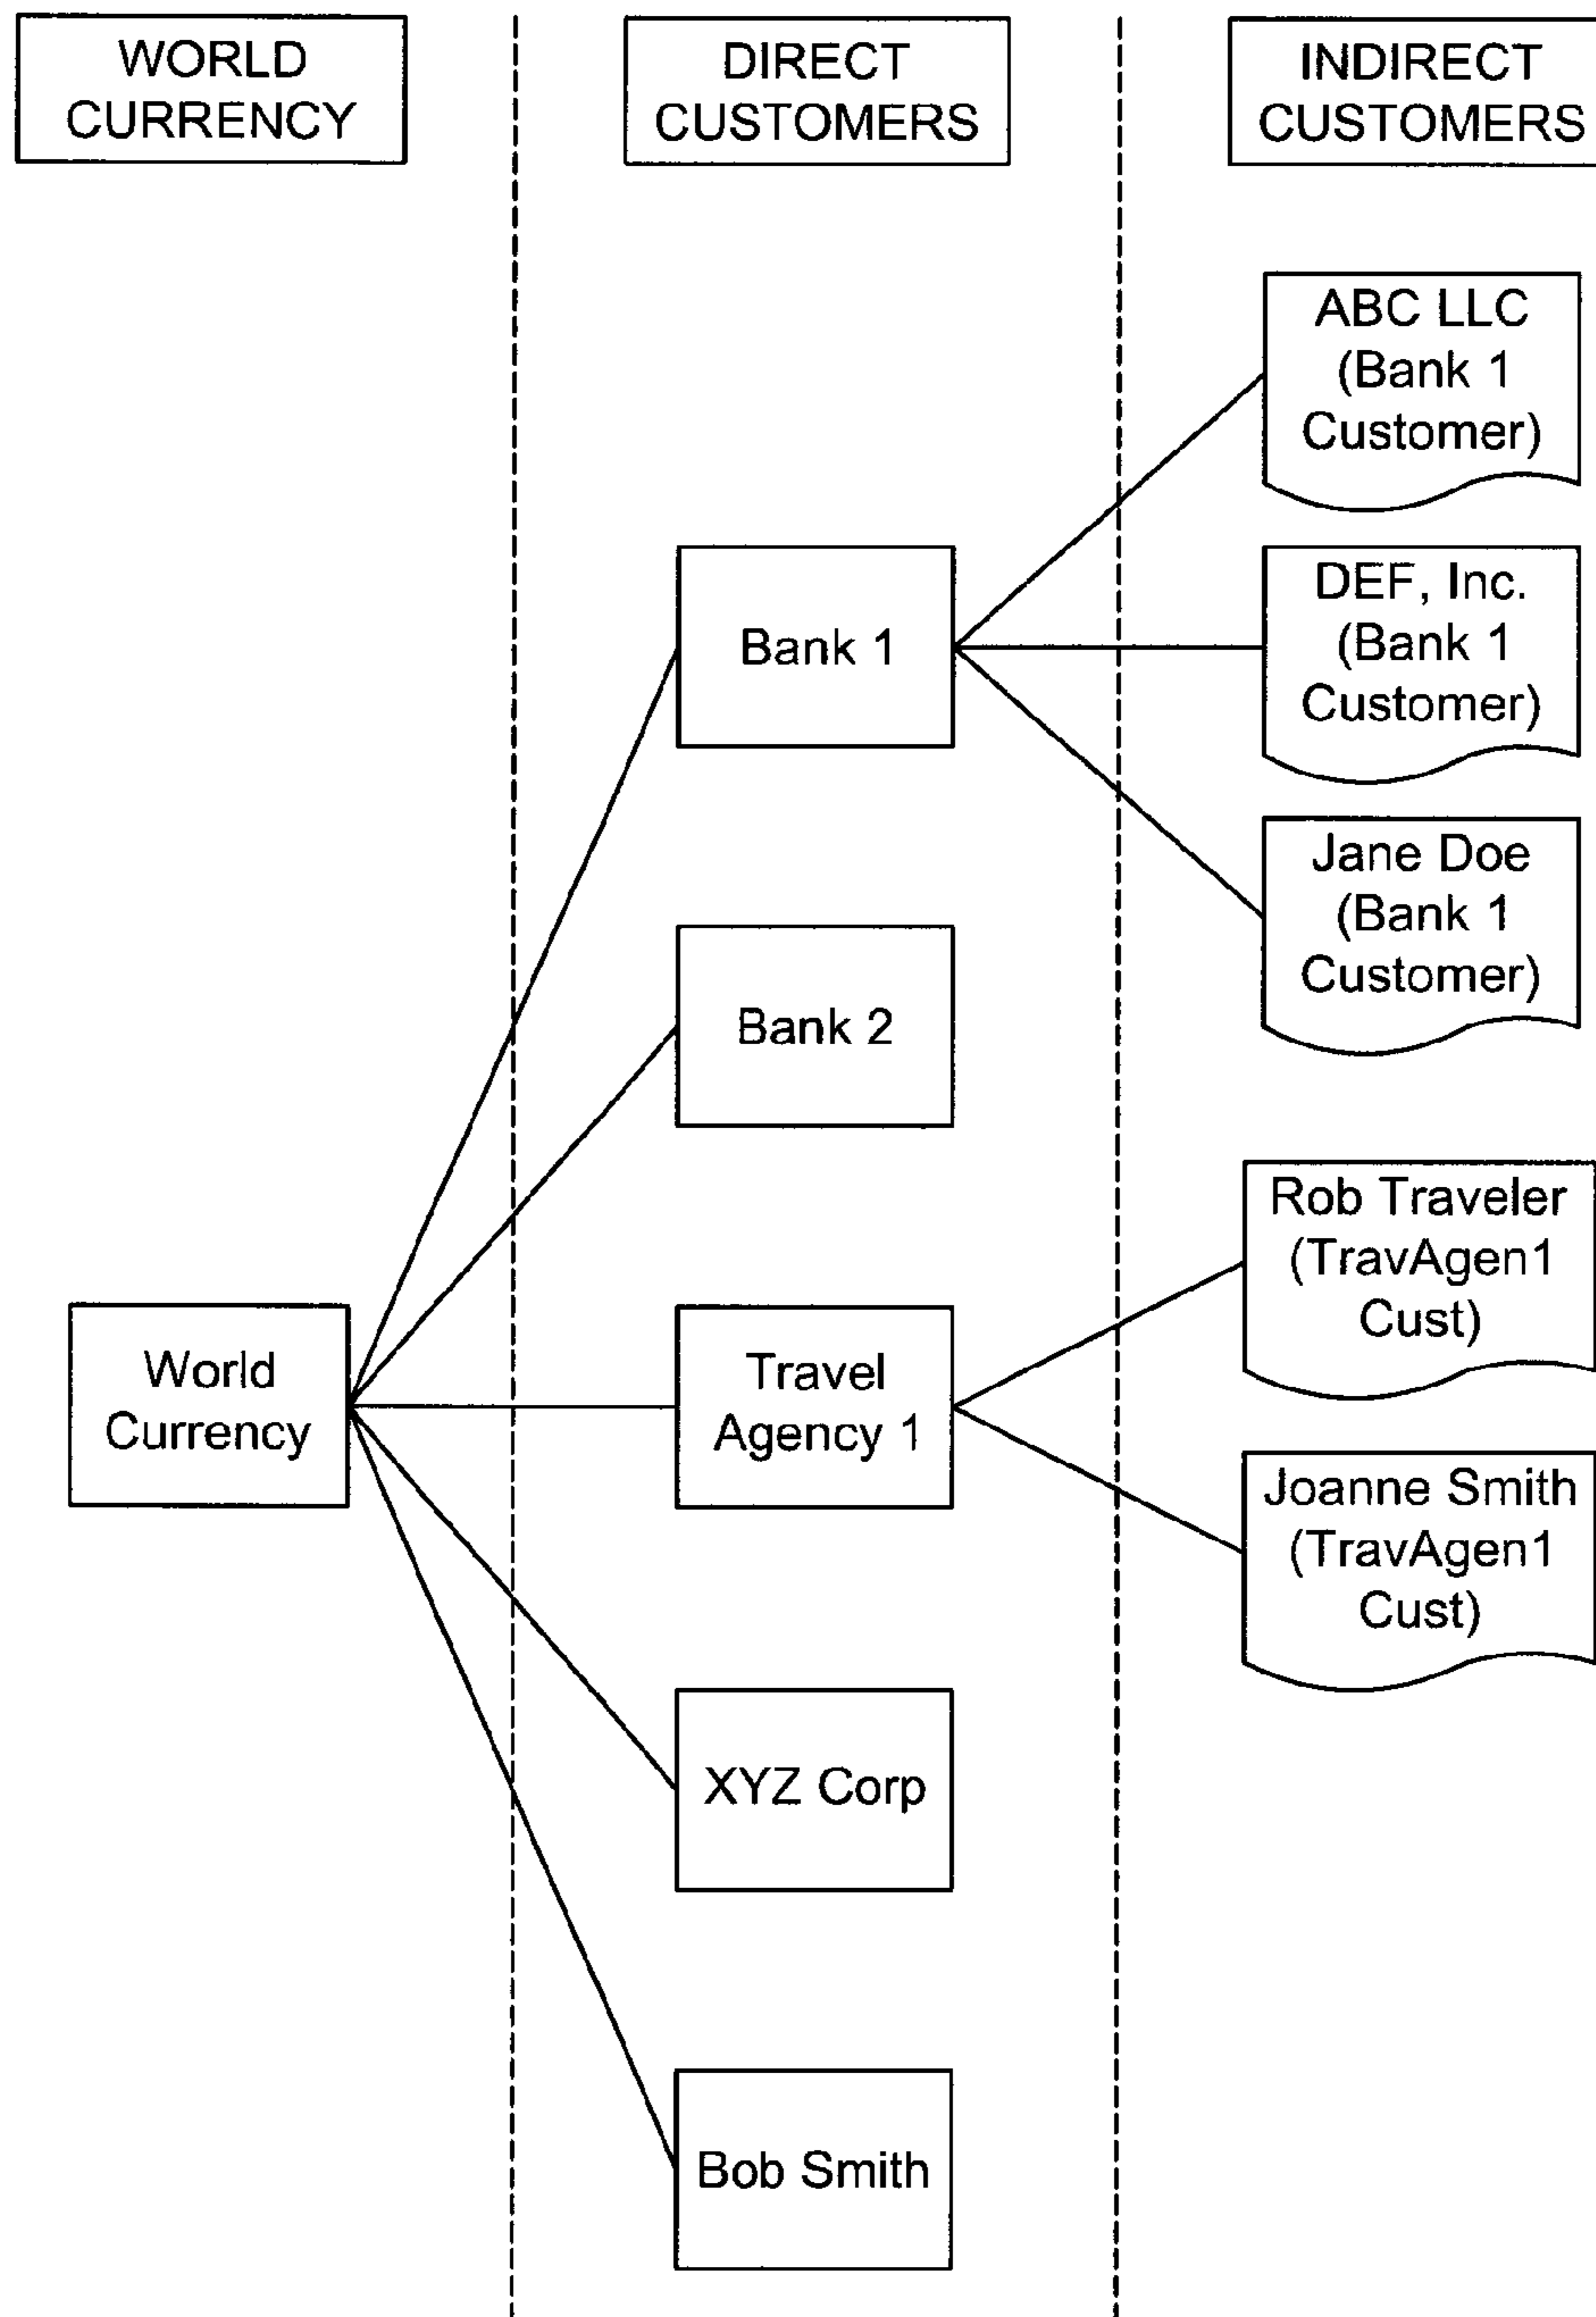 WORLD
CURRENCY
DIRECT
CUSTOMERS
INDIRECT
CUSTOMERS
ABC LLC
(Bank 1
Customer)
DEF, Inc.
(Bank 1
Customer)
Jane Doe
(Bank 1
Customer)
Bank 1
Bank 2
Rob Traveler
(TravAgen1
Cust)
Joanne Smith
(TravAgen1
Cust)
World
Currency
Travel
Agency 1
XYZ Corp
Bob Smith